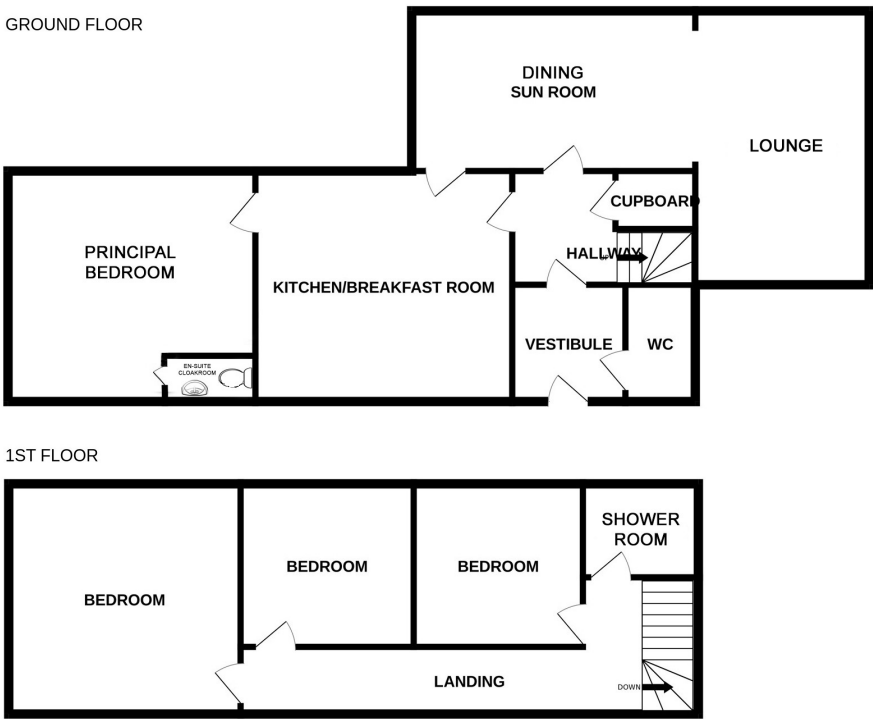 GROUND FLOOR
DINING
SUN ROOM
LOUNGE
CUPBOARD
PRINCIPAL
BEDROOM
HALLWAY
UP
KITCHEN/BREAKFAST ROOM
VESTIBULE
WC
EN-SUITE
CLOAKROOM
1ST FLOOR
SHOWER
ROOM
BEDROOM
BEDROOM
BEDROOM
LANDING
DOWN